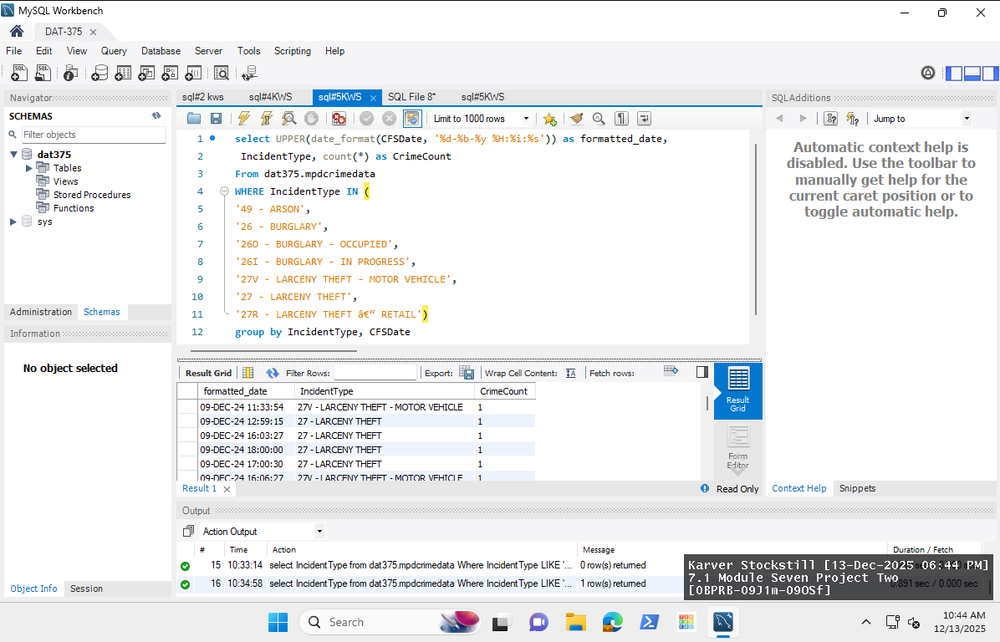 MySQL Workbench
DAT-375
File Edit View Query Database Server Tools Scripting Help
Navigator
SCHEMAS
Filter objects
dat375
Tables
Views
Stored Procedures
Functions
sys
Administration Schemas
Information
No object selected
Object Info Session
sql#2 kws sql#4KWS sql#5KWS SQL File 8* sql#5KWS
Limit to 1000 rows
1 select UPPER(date_format(CFSDate, '%d-%b-%y %H:%i:%s')) as formatted_date,
2 IncidentType, count(*) as CrimeCount
3 From dat375.mpdcrimedata
4 WHERE IncidentType IN (
5 '49 - ARSON',
6 '26 - BURGLARY',
7 '26O - BURGLARY - OCCUPIED',
8 '26I - BURGLARY - IN PROGRESS',
9 '27V - LARCENY THEFT - MOTOR VEHICLE',
10 '27 - LARCENY THEFT',
11 '27R - LARCENY THEFT â€“ RETAIL')
12 group by IncidentType, CFSDate
Result Grid Filter Rows: Export: Wrap Cell Content: Fetch rows:
formatted_date IncidentType CrimeCount
09-DEC-24 11:33:54 27V - LARCENY THEFT - MOTOR VEHICLE 1
09-DEC-24 12:59:15 27 - LARCENY THEFT 1
09-DEC-24 16:03:27 27 - LARCENY THEFT 1
09-DEC-24 18:00:00 27 - LARCENY THEFT 1
09-DEC-24 17:00:30 27 - LARCENY THEFT 1
09-DEC-24 16:06:27 27V - LARCENY THEFT - MOTOR VEHICLE 1
Result Grid
Form Editor
Result 1
Read Only
Output
Action Output
# Time Action Message Duration / Fetch
15 10:33:14 select IncidentType from dat375.mpdcrimedata Where IncidentType LIKE '... 0 row(s) returned
16 10:34:58 select IncidentType from dat375.mpdcrimedata Where IncidentType LIKE '... 1 row(s) returned 0.891 sec / 0.000 sec
SQLAdditions
Jump to
Automatic context help is
disabled. Use the toolbar to
manually get help for the
current caret position or to
toggle automatic help.
Context Help Snippets
Karver Stockstill [13-Dec-2025 06:44 PM]
7.1 Module Seven Project Two
[OBPRB-O9J1m-O9OSf]
Search
10:44 AM
12/13/2025